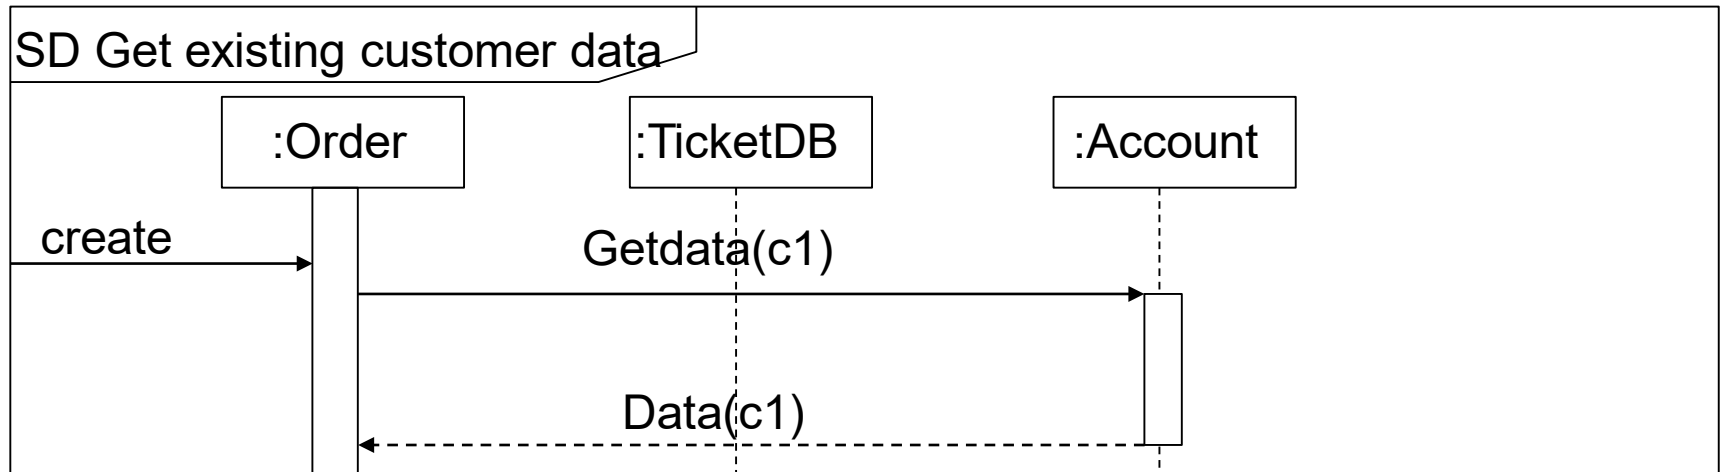 SD Get existing customer data
:Order
:TicketDB
:Account
create
Getdata(c1)
Data(c1)